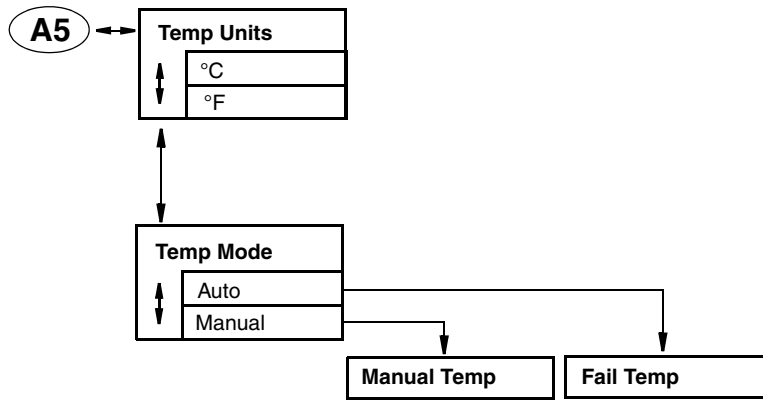 A5
Temp Units
°C
°F
Temp Mode
Auto
Manual
Manual Temp
Fail Temp